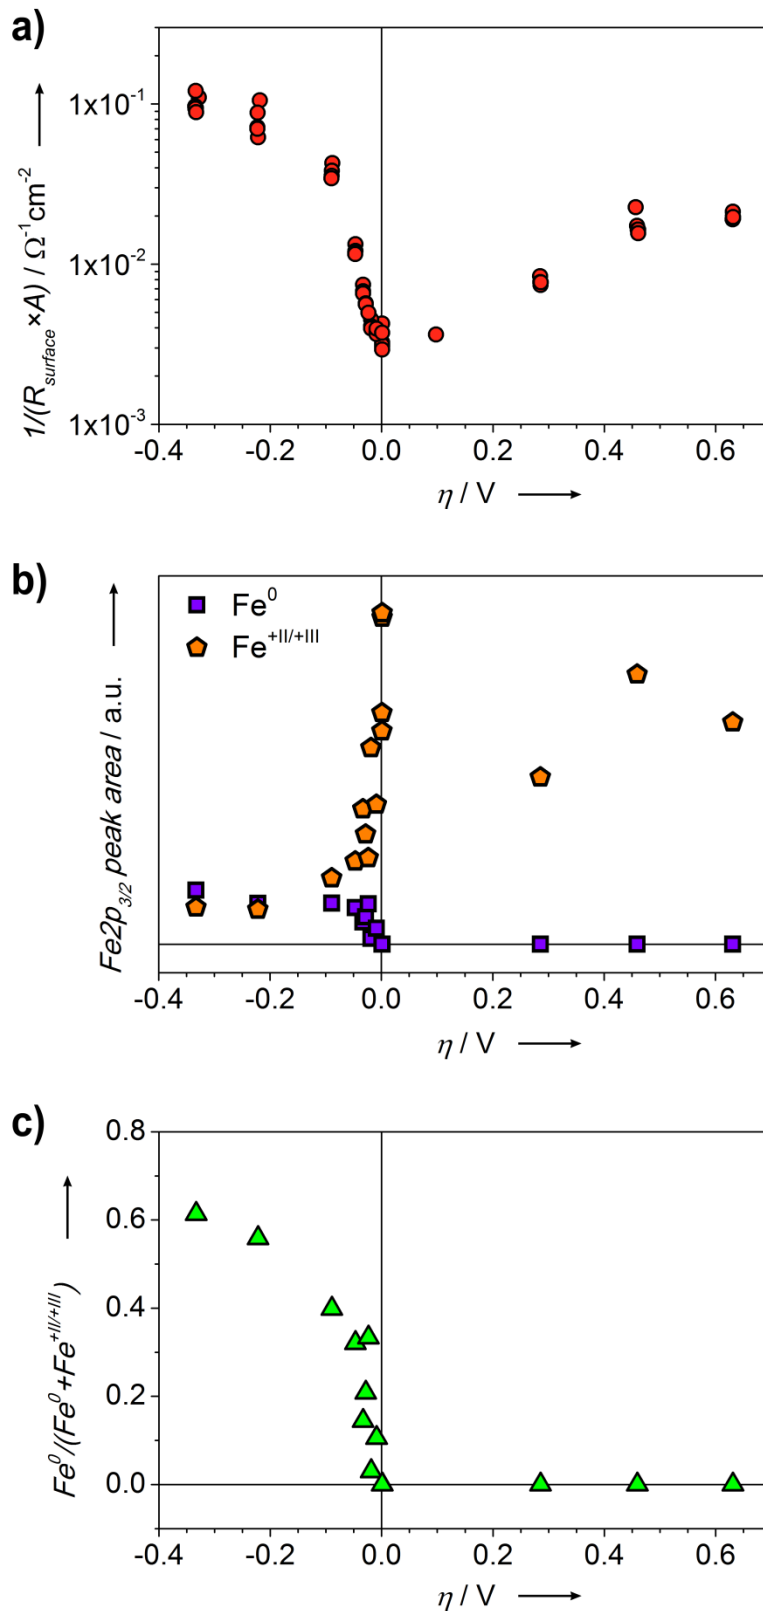 a)
1/(R_surface ×A) / Ω⁻¹cm⁻²
1x10⁻¹
1x10⁻²
1x10⁻³
-0.4 -0.2 0.0 0.2 0.4 0.6
η / V
b)
Fe2p₃/₂ peak area / a.u.
Fe⁰
Fe⁺ᴵᴵ/⁺ᴵᴵᴵ
-0.4 -0.2 0.0 0.2 0.4 0.6
η / V
c)
Fe⁰/(Fe⁰+Fe⁺ᴵᴵ/⁺ᴵᴵᴵ)
0.8
0.6
0.4
0.2
0.0
-0.4 -0.2 0.0 0.2 0.4 0.6
η / V